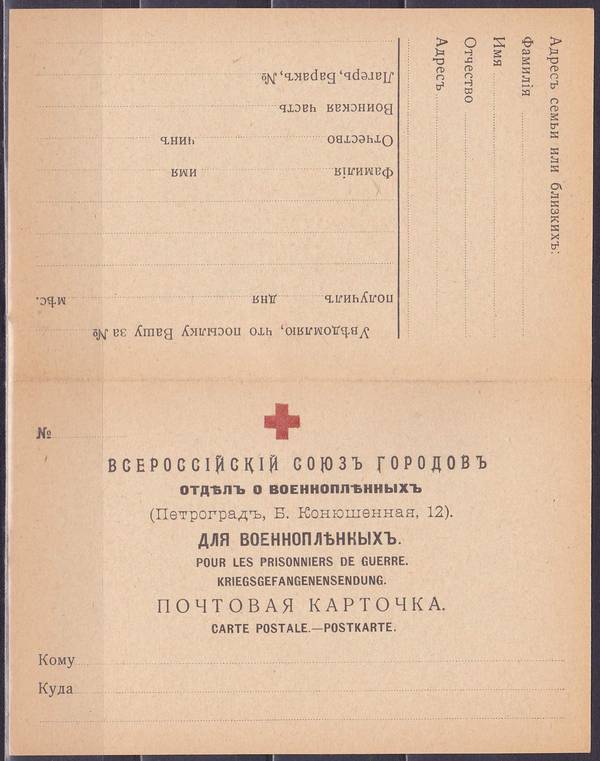 Увѣдомляю, что посылку Вашу за №
получилъ дня мѣс.
Фамилія имя
Отчество чинъ
Воинская часть
Лагерь, Баракъ, №
Адресъ семьи или близкихъ:
Фамилія
Имя
Отчество
Адресъ
№
ВСЕРОССІЙСКІЙ СОЮЗЪ ГОРОДОВЪ
ОТДѢЛЪ О ВОЕННОПЛѢННЫХЪ
(Петроградъ, Б. Конюшенная, 12).
ДЛЯ ВОЕННОПЛѢННЫХЪ.
POUR LES PRISONNIERS DE GUERRE.
KRIEGSGEFANGENENSENDUNG.
ПОЧТОВАЯ КАРТОЧКА.
CARTE POSTALE.—POSTKARTE.
Кому
Куда